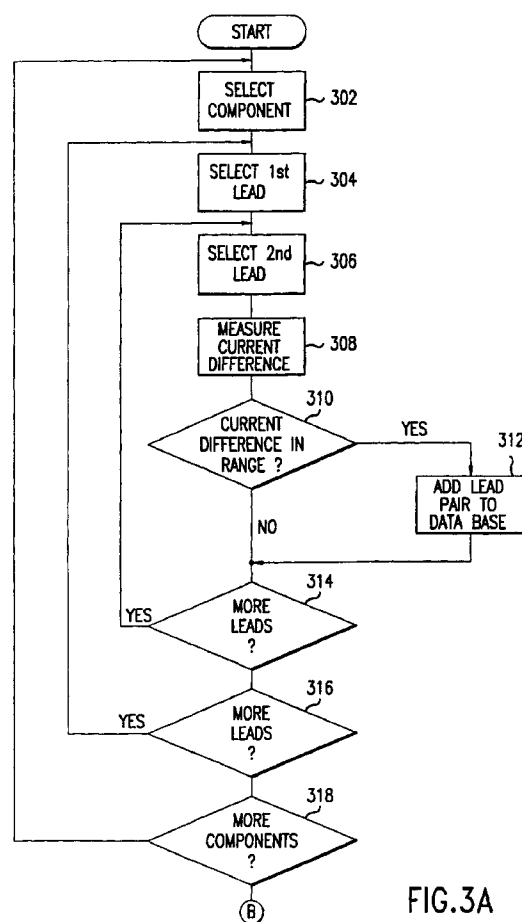 START
SELECT
COMPONENT
302
SELECT 1st
LEAD
304
SELECT 2nd
LEAD
306
MEASURE
CURRENT
DIFFERENCE
308
310
CURRENT
DIFFERENCE IN
RANGE ?
YES
312
ADD LEAD
PAIR TO
DATA BASE
NO
314
YES
MORE
LEADS
?
316
YES
MORE
LEADS
?
318
MORE
COMPONENTS
?
B
FIG.3A